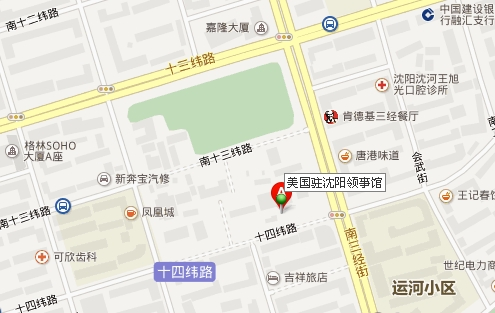 中国建设银
行融汇支行
南十二纬路
嘉隆大厦
十三纬路
沈阳沈河王旭
光口腔诊所
肯德基三经餐厅
格林SOHO
大厦A座
南十三纬路
唐港味道
会武街
新奔宝汽修
美国驻沈阳领事馆
王记春饼
南十三纬路
凤凰城
南三经街
十四纬路
可欣齿科
十四纬路
吉祥旅店
世纪电力商
运河小区
十四纬路